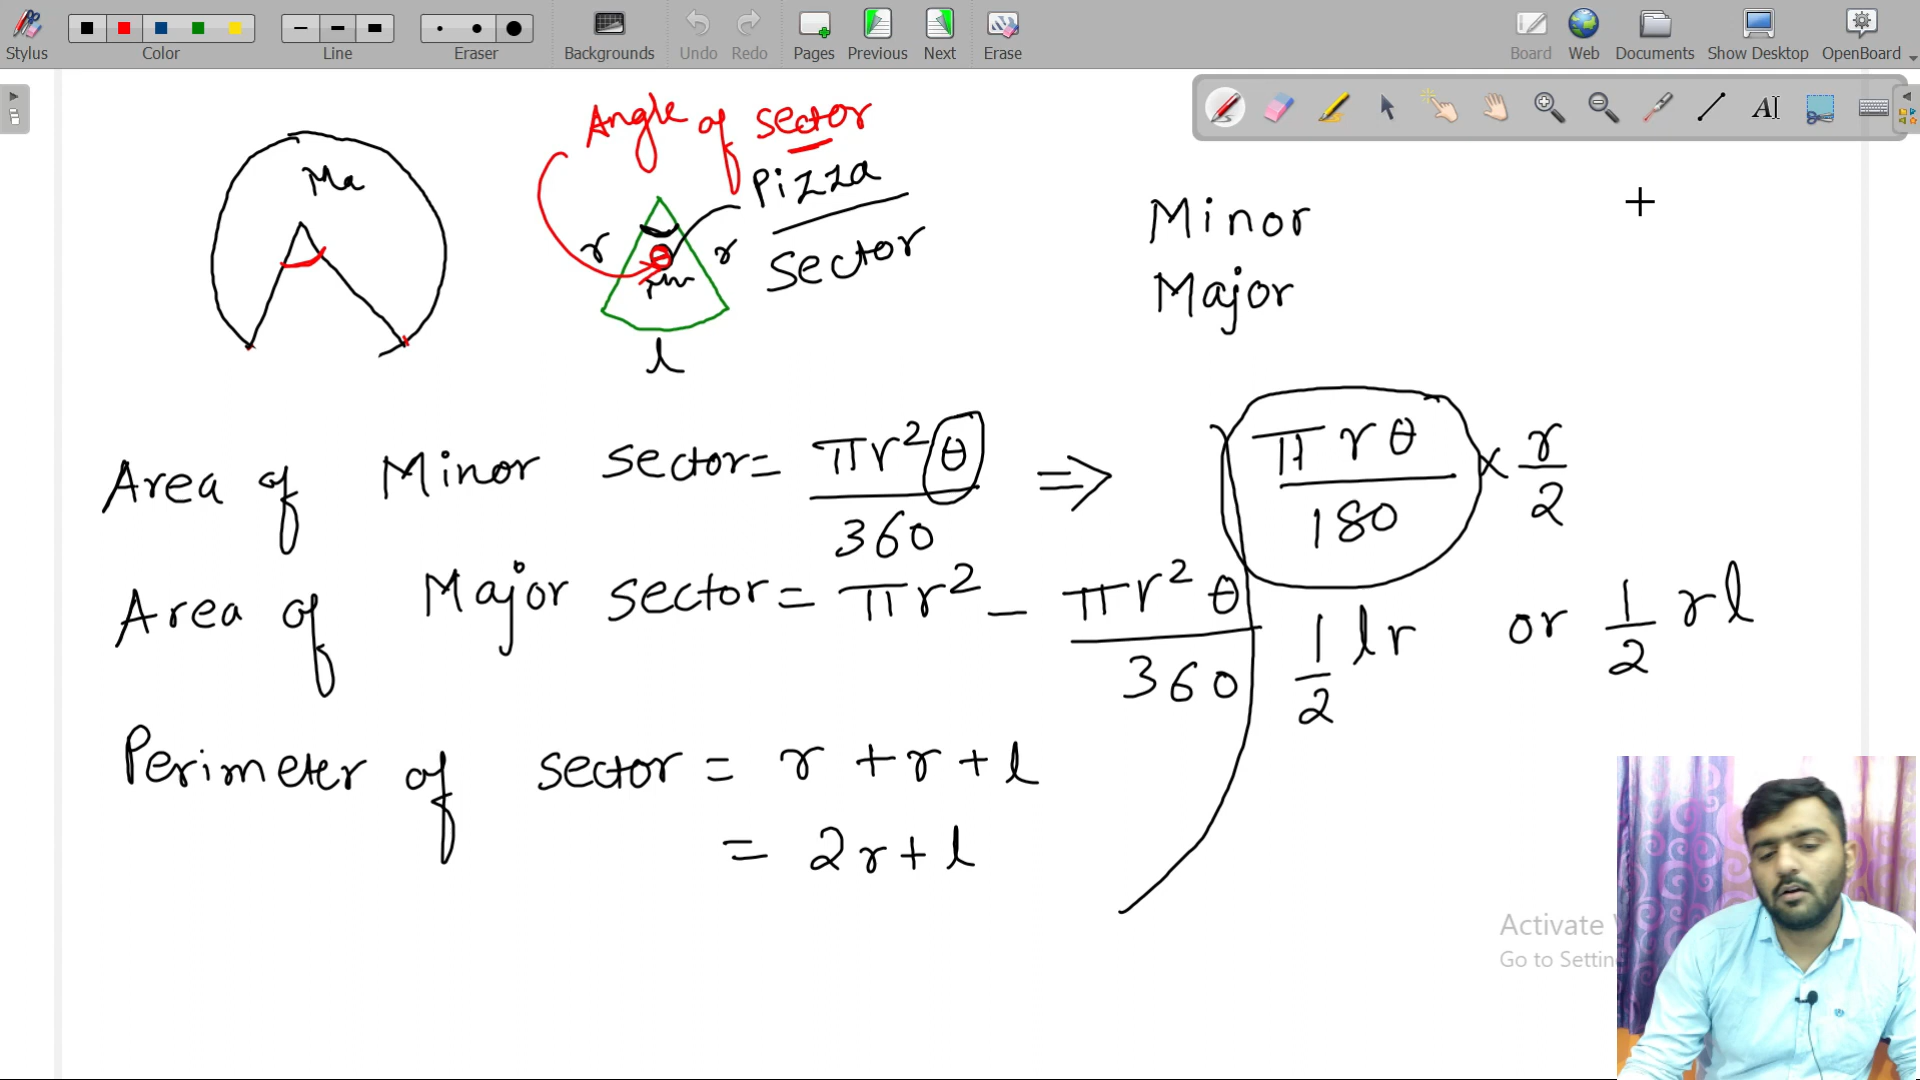 Stylus Color Line Eraser Backgrounds Undo Redo Pages Previous Next Erase Board Web Documents Show Desktop OpenBoard
Angle of sector
Ma
Pizza
Sector
r θ r
l
Minor
Major
Area of Minor sector = πr²θ/360 ⇒ πrθ/180 × r/2
Area of Major sector = πr² - πr²θ/360
1/2 lr or 1/2 rl
Perimeter of sector = r + r + l
= 2r + l
Activate
Go to Settin